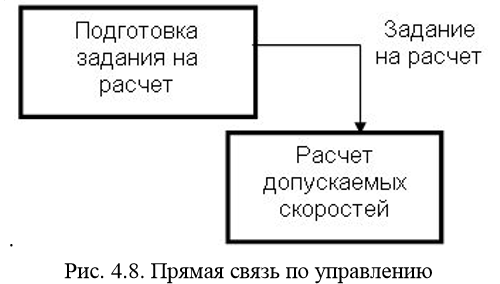 Подготовка
задания на
расчет
Задание
на расчет
Расчет
допускаемых
скоростей
.
Рис. 4.8. Прямая связь по управлению